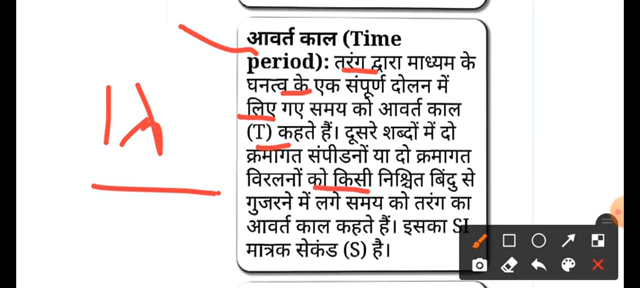 आवर्त काल (Time
period): तरंग द्वारा माध्यम के
घनत्व के एक संपूर्ण दोलन में
लिए गए समय को आवर्त काल
(T) कहते हैं। दूसरे शब्दों में दो
क्रमागत संपीडनों या दो क्रमागत
विरलनों को किसी निश्चित बिंदु से
गुजरने में लगे समय को तरंग का
आवर्त काल कहते हैं। इसका SI
मात्रक सेकंड (S) है।
1λ